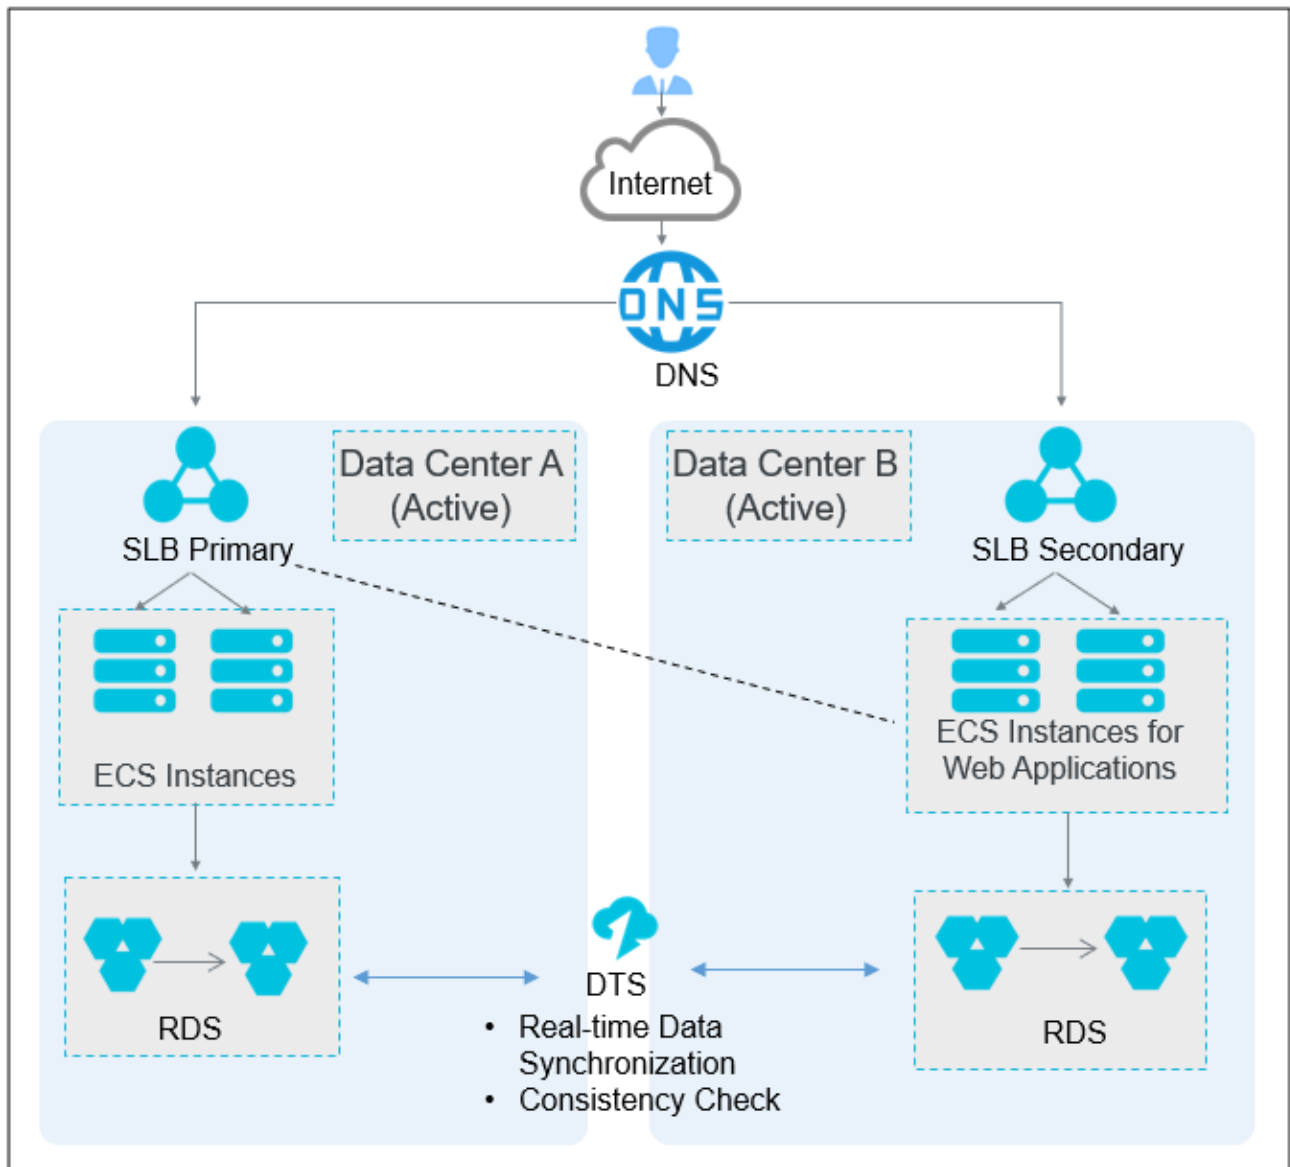 Internet
DNS
DNS
Data Center A
(Active)
Data Center B
(Active)
SLB Primary
SLB Secondary
ECS Instances
ECS Instances for
Web Applications
DTS
RDS
RDS
• Real-time Data
Synchronization
• Consistency Check